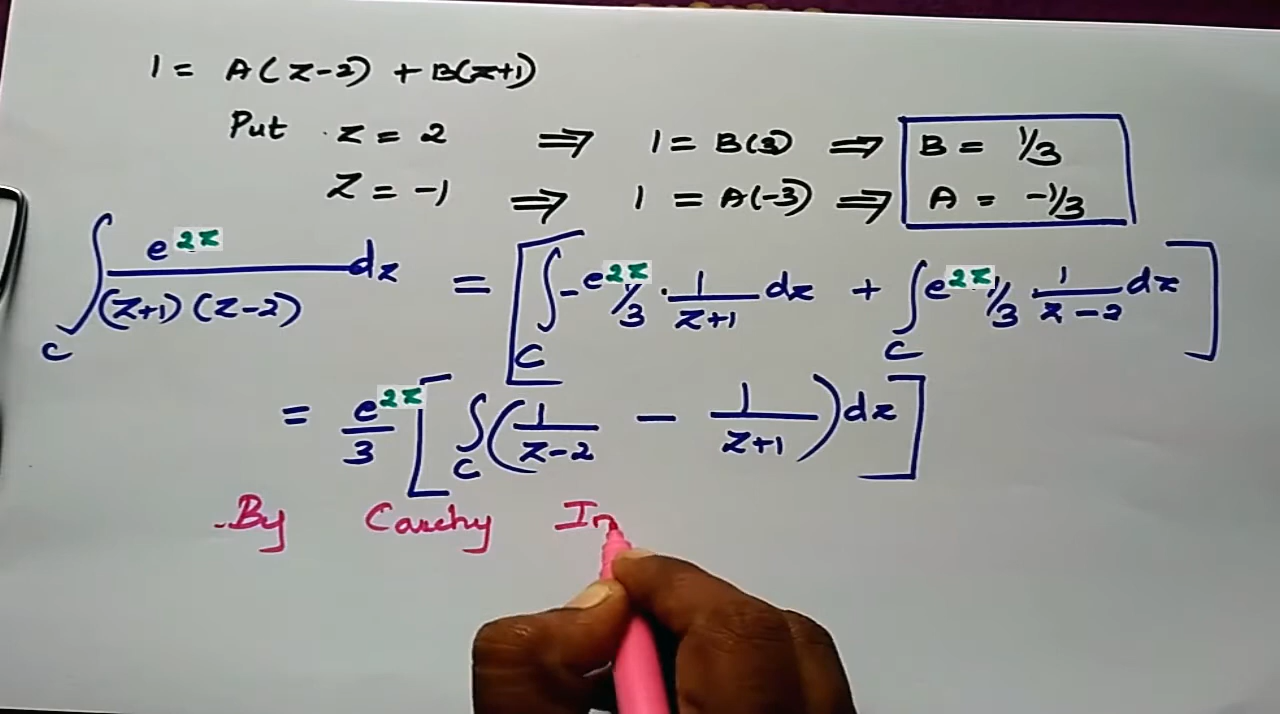 1 = A(z-2) + B(z+1)
Put z = 2 ⇒ 1 = B(3) ⇒ B = 1/3
z = -1 ⇒ 1 = A(-3) ⇒ A = -1/3
∫_C e^{2z}/((z+1)(z-2)) dz = [∫_C -e^{2z} 1/3 · 1/(z+1) dz + ∫_C e^{2z} 1/3 · 1/(z-2) dz]
= e^{2z}/3 [∫_C (1/(z-2) - 1/(z+1)) dz]
By Cauchy In